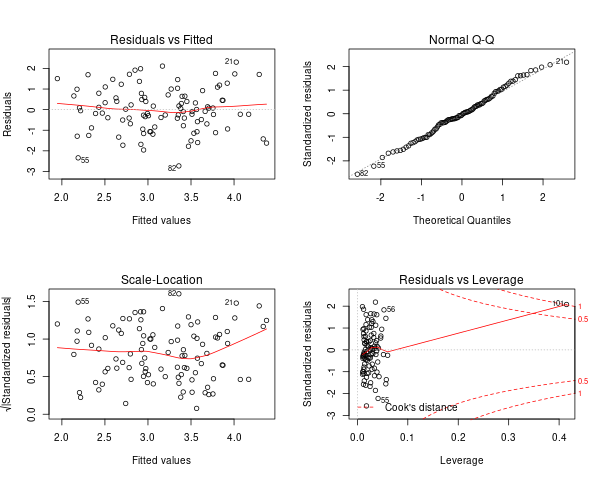 Residuals vs Fitted
Residuals
-3 -2 -1 0 1 2
21
55
82
2.0 2.5 3.0 3.5 4.0
Fitted values
Normal Q-Q
Standardized residuals
-2 -1 0 1 2
21
55
82
-2 -1 0 1 2
Theoretical Quantiles
Scale-Location
√|Standardized residuals|
0.0 0.5 1.0 1.5
82
55
21
2.0 2.5 3.0 3.5 4.0
Fitted values
Residuals vs Leverage
Standardized residuals
-3 -2 -1 0 1 2
101
56
55
1
0.5
0.5
1
Cook's distance
0.0 0.1 0.2 0.3 0.4
Leverage